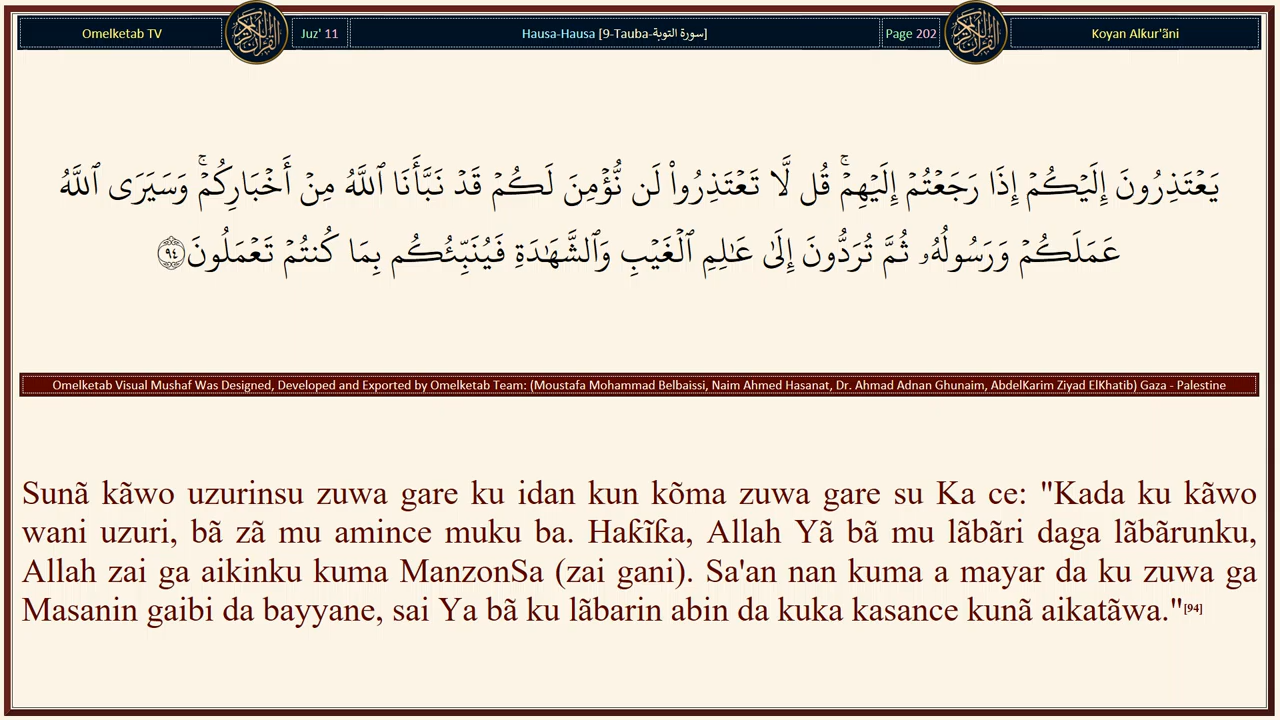 Omelketab TV
Juz' 11
Hausa-Hausa [9-Tauba-سورة التوبة]
Page 202
Koyan Alƙur'ãni
يَعۡتَذِرُونَ إِلَيۡكُمۡ إِذَا رَجَعۡتُمۡ إِلَيۡهِمۡۚ قُل لَّا تَعۡتَذِرُواْ لَن نُّؤۡمِنَ لَكُمۡ قَدۡ نَبَّأَنَا ٱللَّهُ مِنۡ أَخۡبَارِكُمۡۚ وَسَيَرَى ٱللَّهُ
عَمَلَكُمۡ وَرَسُولُهُۥ ثُمَّ تُرَدُّونَ إِلَىٰ عَٰلِمِ ٱلۡغَيۡبِ وَٱلشَّهَٰدَةِ فَيُنَبِّئُكُم بِمَا كُنتُمۡ تَعۡمَلُونَ ٩٤
Omelketab Visual Mushaf Was Designed, Developed and Exported by Omelketab Team: (Moustafa Mohammad Belbaissi, Naim Ahmed Hasanat, Dr. Ahmad Adnan Ghunaim, AbdelKarim Ziyad ElKhatib) Gaza - Palestine
Sunã kãwo uzurinsu zuwa gare ku idan kun kõma zuwa gare su Ka ce: "Kada ku kãwo
wani uzuri, bã zã mu amince muku ba. Haƙĩƙa, Allah Yã bã mu lãbãri daga lãbãrunku,
Allah zai ga aikinku kuma ManzonSa (zai gani). Sa'an nan kuma a mayar da ku zuwa ga
Masanin gaibi da bayyane, sai Ya bã ku lãbarin abin da kuka kasance kunã aikatãwa."[94]